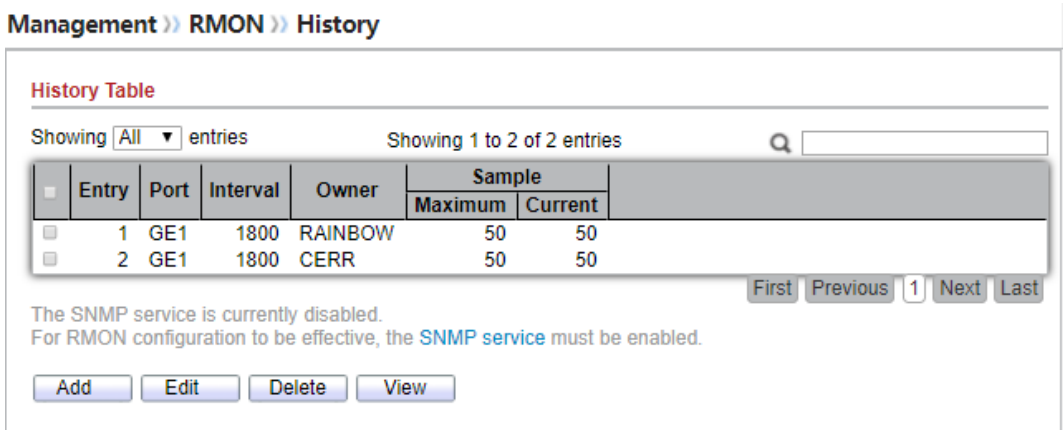 Management » RMON » History
History Table
Showing All ▼ entries Showing 1 to 2 of 2 entries
Entry Port Interval Owner Sample
Maximum Current
1 GE1 1800 RAINBOW 50 50
2 GE1 1800 CERR 50 50
First Previous 1 Next Last
The SNMP service is currently disabled.
For RMON configuration to be effective, the SNMP service must be enabled.
Add Edit Delete View